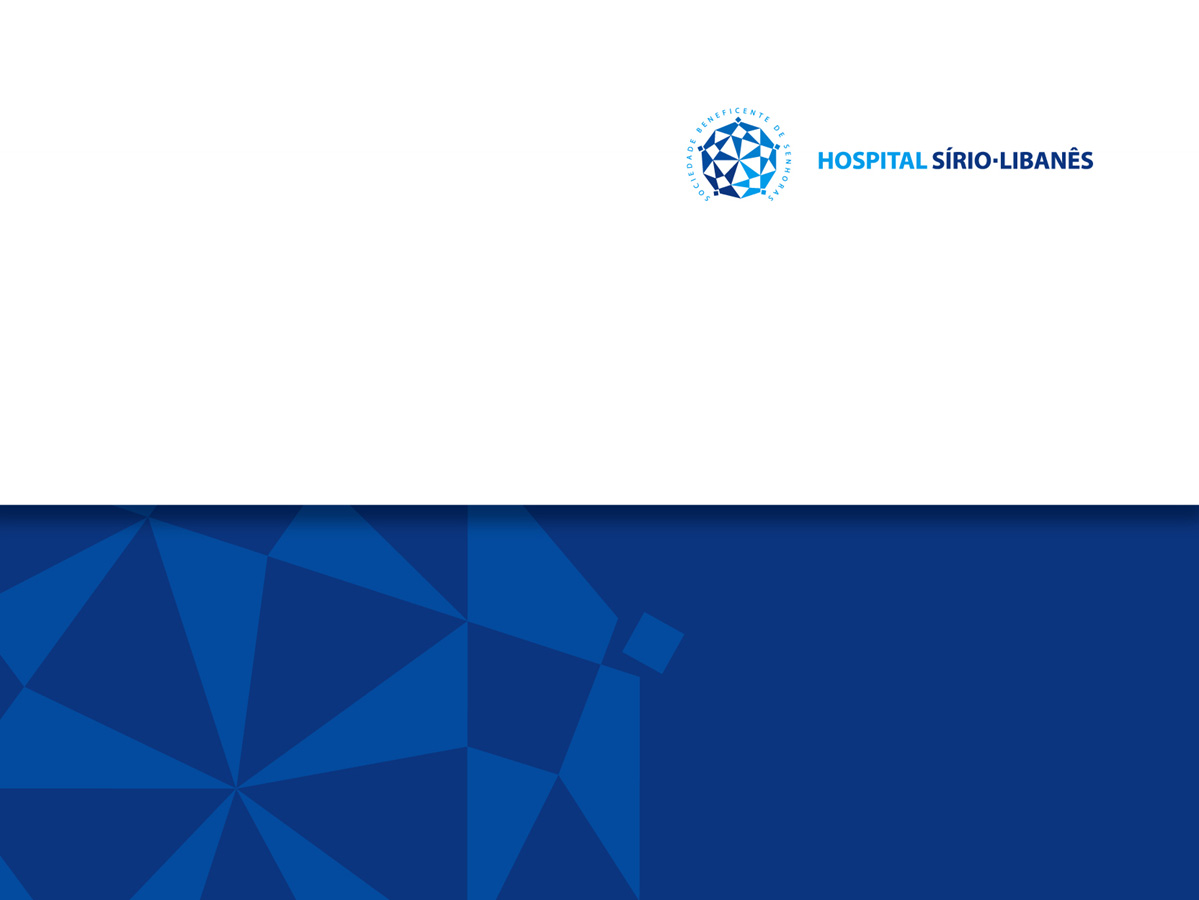 SOCIEDADE BENEFICENTE DE SENHORAS
HOSPITAL SÍRIO·LIBANÊS